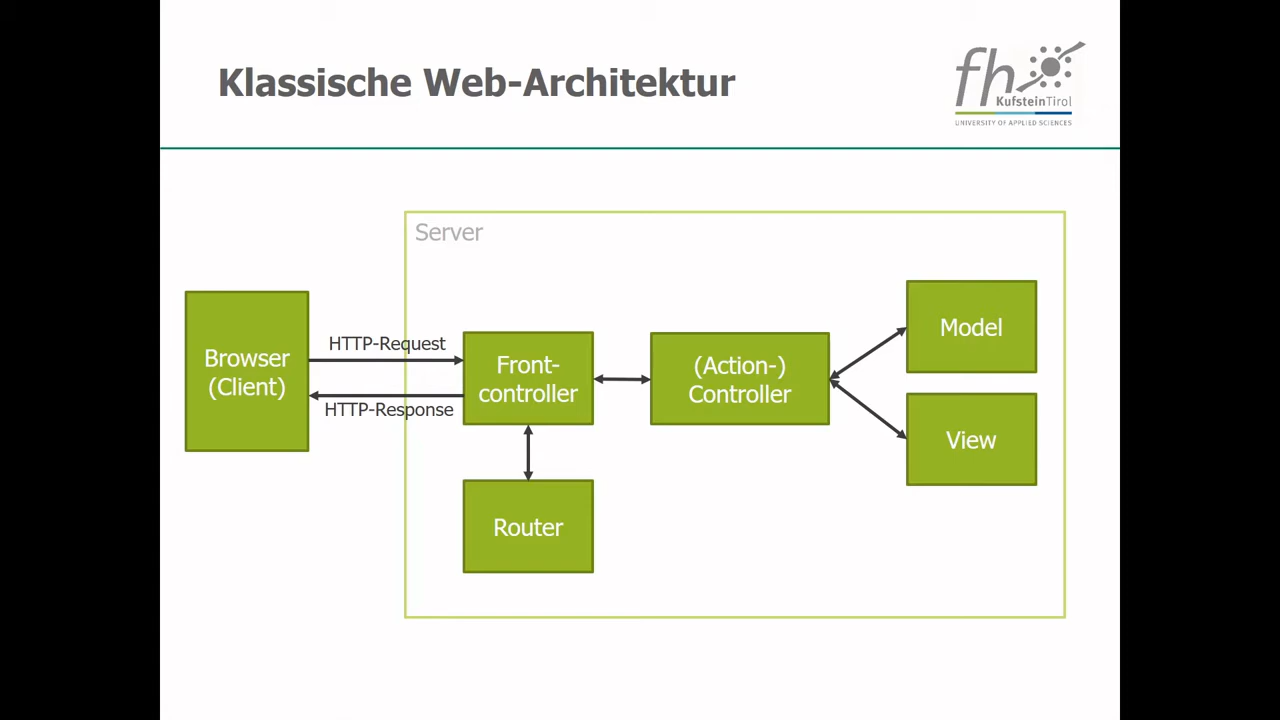 Klassische Web-Architektur
fh
KufsteinTirol
UNIVERSITY OF APPLIED SCIENCES
Server
Browser
(Client)
HTTP-Request
HTTP-Response
Front-
controller
(Action-)
Controller
Model
View
Router